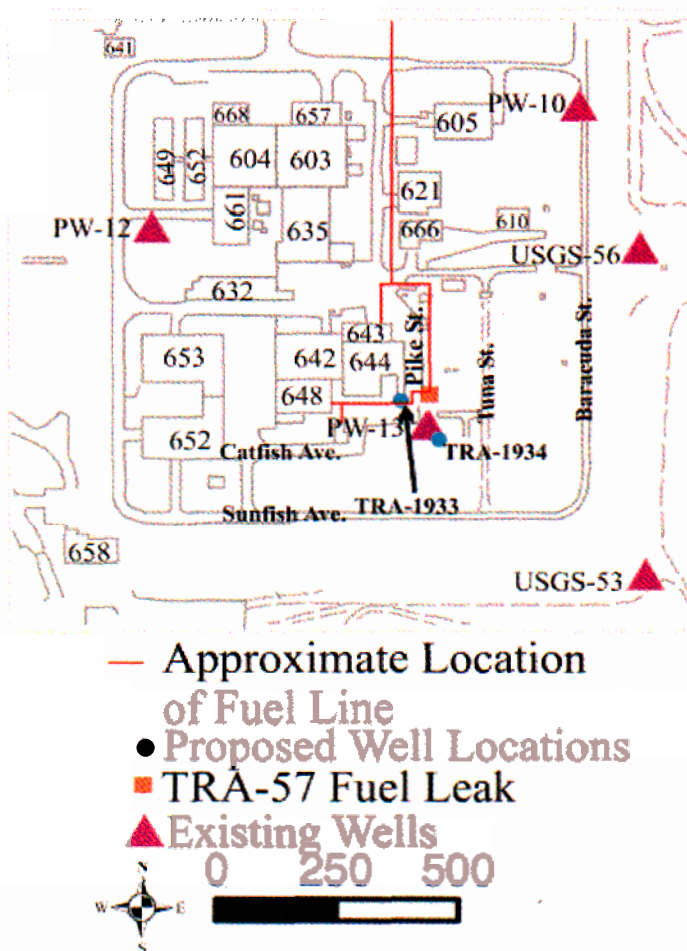 641
PW-10
668
657
605
649
652
604
603
621
661
PW-12
635
666
610
USGS-56
632
Pike St.
Tuna St.
Baracuda St.
643
653
642
644
648
PW-13
652
Catfish Ave.
TRA-1934
TRA-1933
Sunfish Ave.
658
USGS-53
Approximate Location
of Fuel Line
Proposed Well Locations
TRA-57 Fuel Leak
Existing Wells
N
W E
S
0 250 500